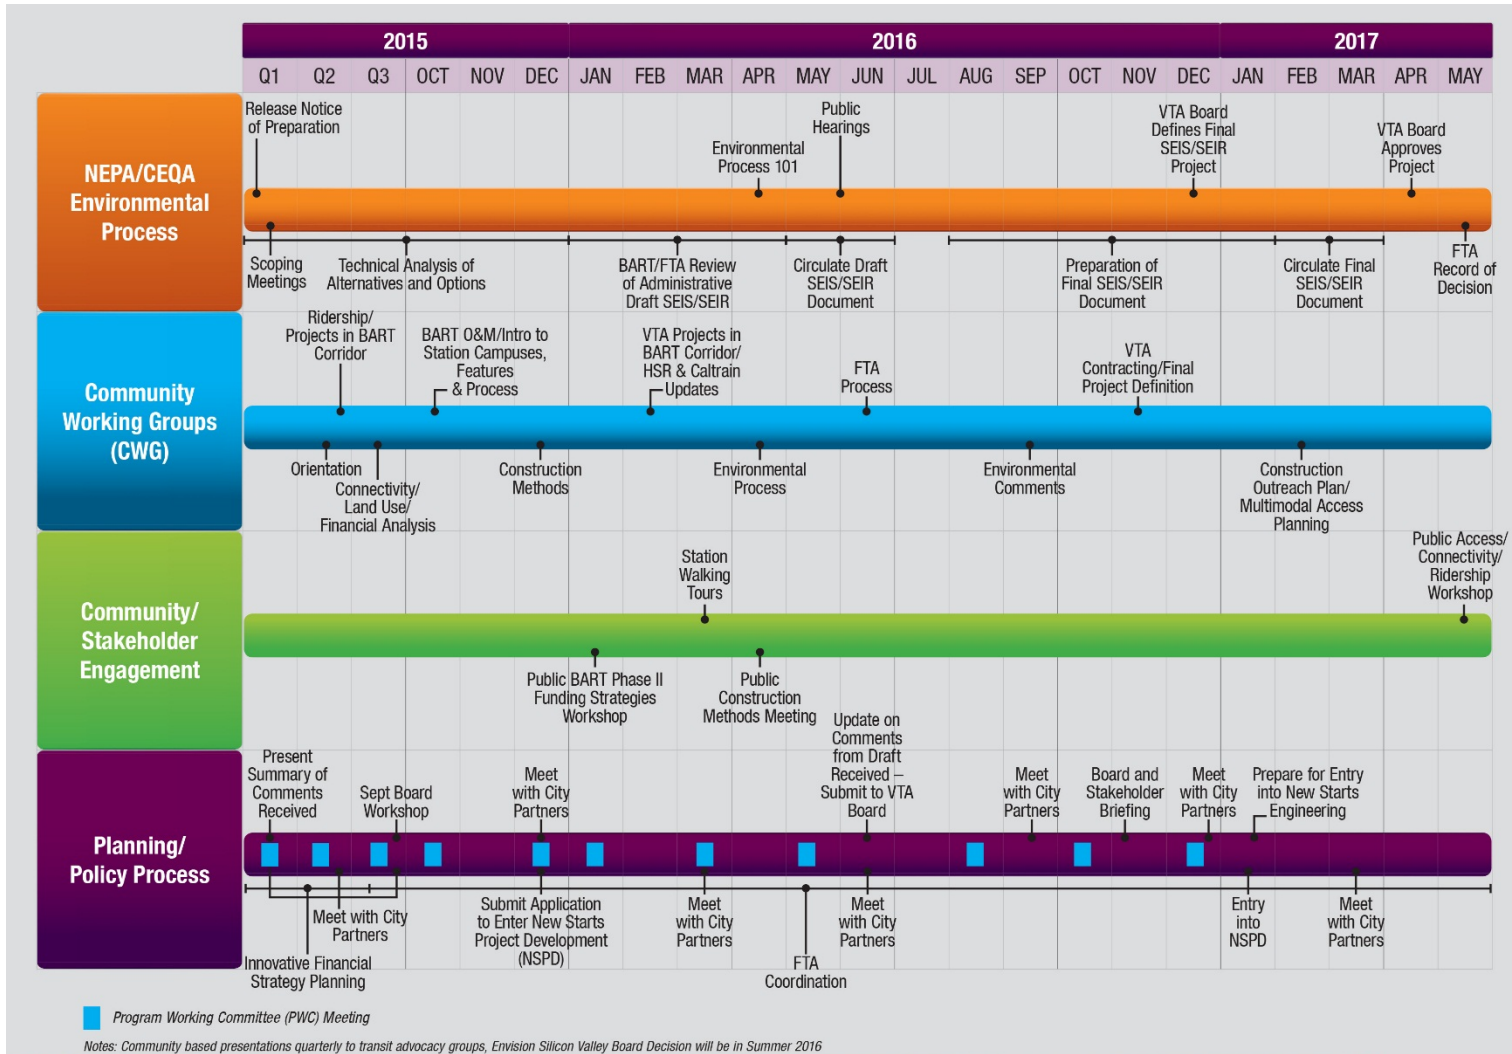 2015 2016 2017
Q1 Q2 Q3 OCT NOV DEC JAN FEB MAR APR MAY JUN JUL AUG SEP OCT NOV DEC JAN FEB MAR APR MAY
NEPA/CEQA
Environmental
Process
Release Notice
of Preparation
Environmental
Process 101
Public
Hearings
VTA Board
Defines Final
SEIS/SEIR
Project
VTA Board
Approves
Project
Scoping
Meetings
Technical Analysis of
Alternatives and Options
BART/FTA Review
of Administrative
Draft SEIS/SEIR
Circulate Draft
SEIS/SEIR
Document
Preparation of
Final SEIS/SEIR
Document
Circulate Final
SEIS/SEIR
Document
FTA
Record of
Decision
Community
Working Groups
(CWG)
Ridership/
Projects in BART
Corridor
BART O&M/Intro to
Station Campuses,
Features
& Process
VTA Projects in
BART Corridor/
HSR & Caltrain
Updates
FTA
Process
VTA
Contracting/Final
Project Definition
Orientation
Connectivity/
Land Use/
Financial Analysis
Construction
Methods
Environmental
Process
Environmental
Comments
Construction
Outreach Plan/
Multimodal Access
Planning
Community/
Stakeholder
Engagement
Station
Walking
Tours
Public Access/
Connectivity/
Ridership
Workshop
Public BART Phase II
Funding Strategies
Workshop
Public
Construction
Methods Meeting
Planning/
Policy Process
Present
Summary of
Comments
Received
Sept Board
Workshop
Meet
with City
Partners
Update on
Comments
from Draft
Received –
Submit to VTA
Board
Meet
with City
Partners
Board and
Stakeholder
Briefing
Meet
with City
Partners
Prepare for Entry
into New Starts
Engineering
Meet with City
Partners
Innovative Financial
Strategy Planning
Submit Application
to Enter New Starts
Project Development
(NSPD)
Meet
with City
Partners
FTA
Coordination
Meet
with City
Partners
Entry
into
NSPD
Meet
with City
Partners
Program Working Committee (PWC) Meeting
Notes: Community based presentations quarterly to transit advocacy groups, Envision Silicon Valley Board Decision will be in Summer 2016